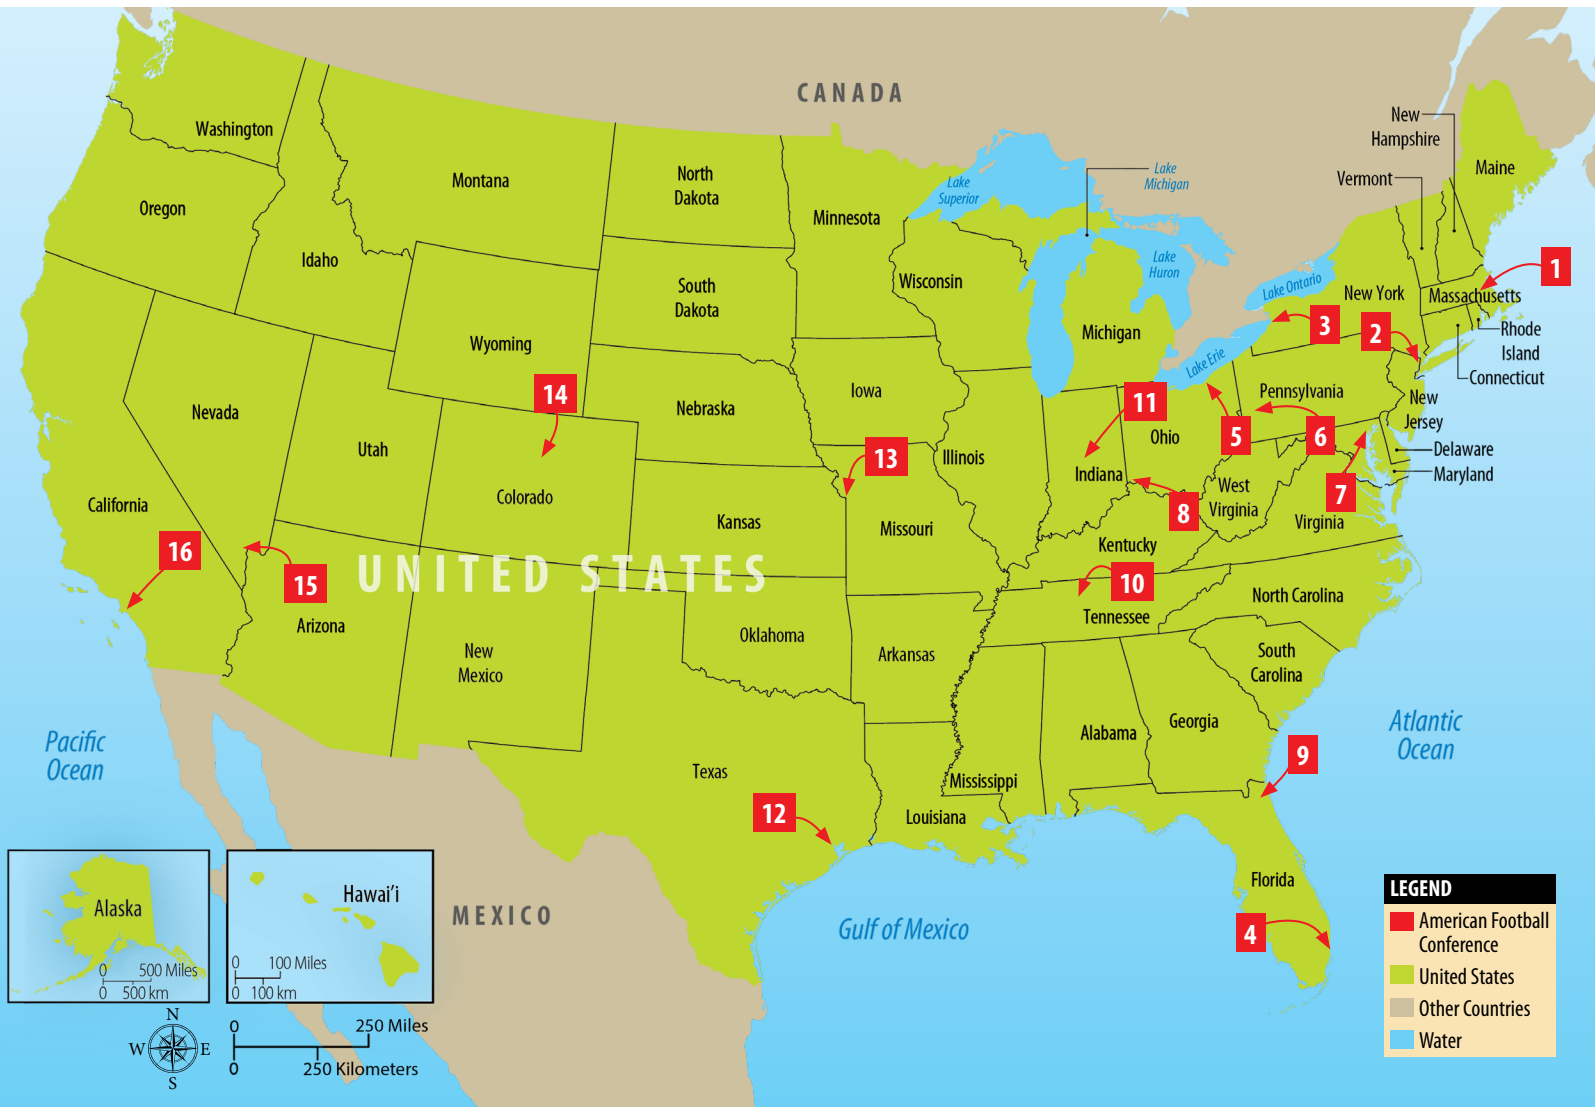 CANADA
Washington
Oregon
Idaho
Montana
North
Dakota
South
Dakota
Minnesota
Wisconsin
Lake
Superior
Lake
Michigan
Lake
Huron
Lake Ontario
Lake Erie
Michigan
New
Hampshire
Vermont
Maine
New York
Massachusetts
Rhode
Island
Connecticut
Pennsylvania
New
Jersey
Delaware
Maryland
Wyoming
Nebraska
Iowa
Illinois
Indiana
Ohio
West
Virginia
Virginia
Kentucky
Nevada
Utah
Colorado
Kansas
Missouri
California
Arizona
New
Mexico
Oklahoma
Arkansas
Tennessee
North Carolina
South
Carolina
Georgia
Alabama
Mississippi
Louisiana
Texas
Florida
UNITED STATES
1
2
3
4
5
6
7
8
9
10
11
12
13
14
15
16
Pacific
Ocean
Atlantic
Ocean
Gulf of Mexico
MEXICO
Alaska
0 500 Miles
0 500 km
Hawai'i
0 100 Miles
0 100 km
N
W E
S
0 250 Miles
0 250 Kilometers
LEGEND
American Football
Conference
United States
Other Countries
Water